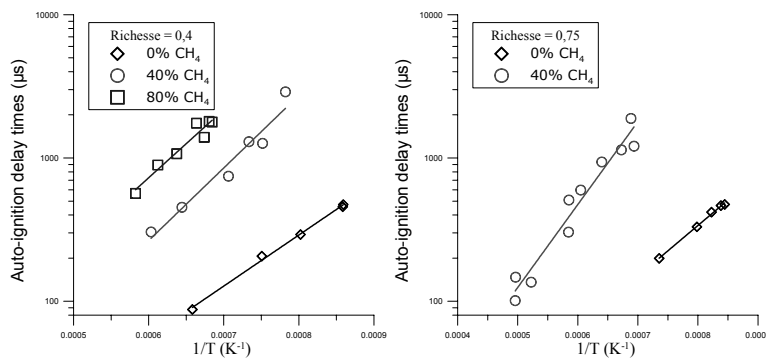 Richesse = 0,4
0% CH4
40% CH4
80% CH4
Auto-ignition delay times (µs)
10000
1000
100
0.0005
0.0006
0.0007
0.0008
0.0009
1/T (K-1)
Richesse = 0,75
0% CH4
40% CH4
Auto-ignition delay times (µs)
10000
1000
100
0.0004
0.0005
0.0006
0.0007
0.0008
0.000
1/T (K-1)